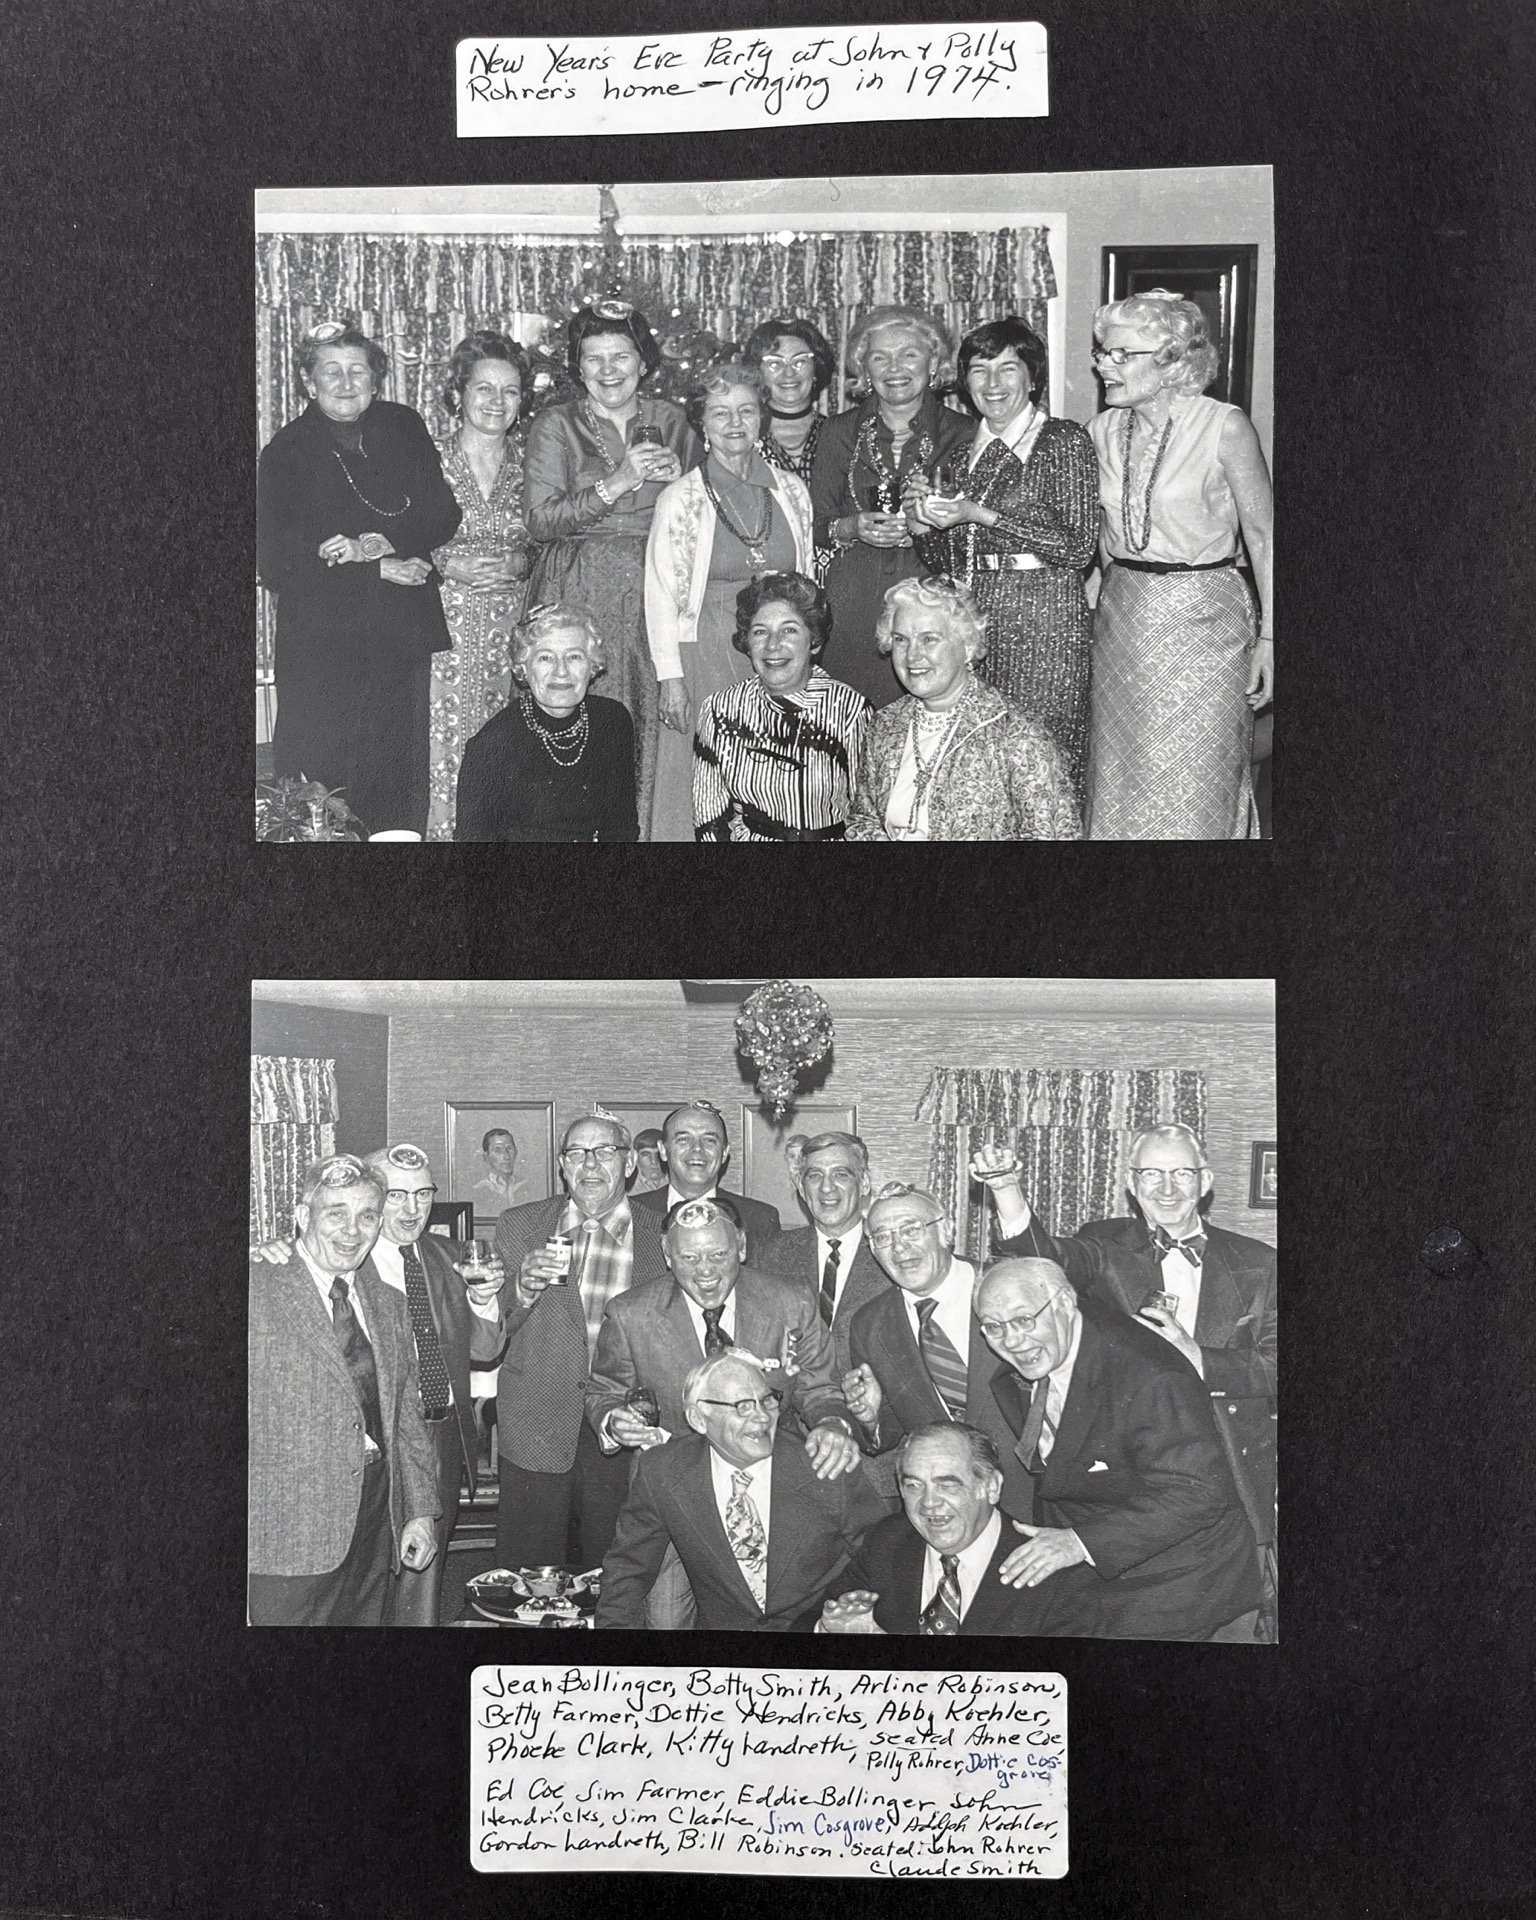 New Year's Eve Party at John & Polly
Rohrer's home - ringing in 1974.
Jean Bollinger, Betty Smith, Arline Robinson,
Betty Farmer, Dottie Hendricks, Abby Koehler,
Phoebe Clark, Kitty Landreth, seated Anne Coe,
Polly Rohrer, Dottie Cos-
grove
Ed Coe, Jim Farmer, Eddie Bollinger, John
Hendricks, Jim Clarke, Jim Cosgrove, Adolph Koehler,
Gordon Landreth, Bill Robinson. Seated: John Rohrer
Claude Smith